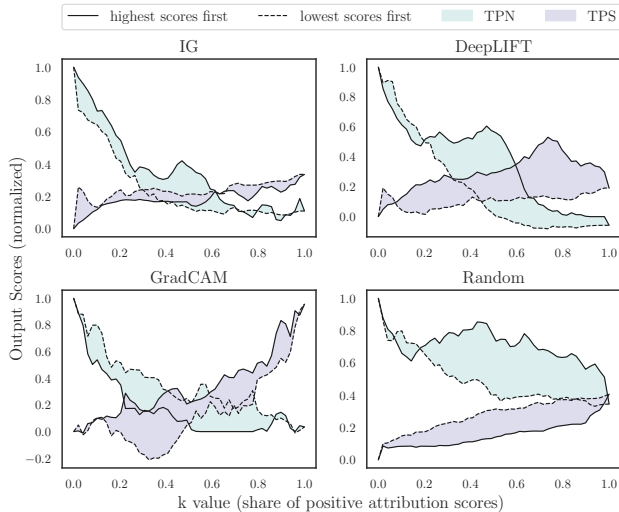 highest scores first lowest scores first TPN TPS
IG DeepLIFT
1.0 1.0
0.8 0.8
0.6 0.6
0.4 0.4
0.2 0.2
0.0 0.0
0.0 0.2 0.4 0.6 0.8 1.0 0.0 0.2 0.4 0.6 0.8 1.0
GradCAM Random
1.0 1.0
0.8 0.8
0.6 0.6
0.4 0.4
0.2 0.2
0.0 0.0
−0.2
0.0 0.2 0.4 0.6 0.8 1.0 0.0 0.2 0.4 0.6 0.8 1.0
Output Scores (normalized)
k value (share of positive attribution scores)